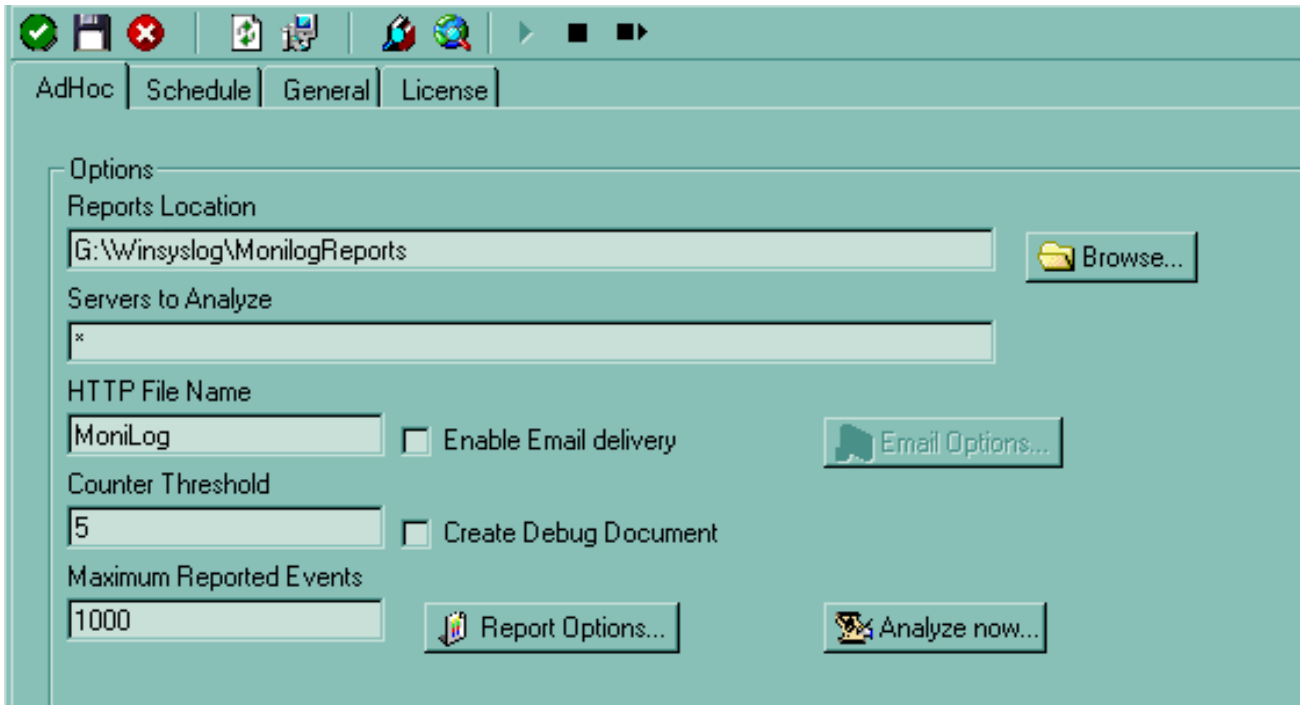 AdHoc Schedule General License
Options
Reports Location
G:\Winsyslog\MonilogReports Browse...
Servers to Analyze
*
HTTP File Name
MoniLog Enable Email delivery Email Options...
Counter Threshold
5 Create Debug Document
Maximum Reported Events
1000 Report Options... Analyze now...